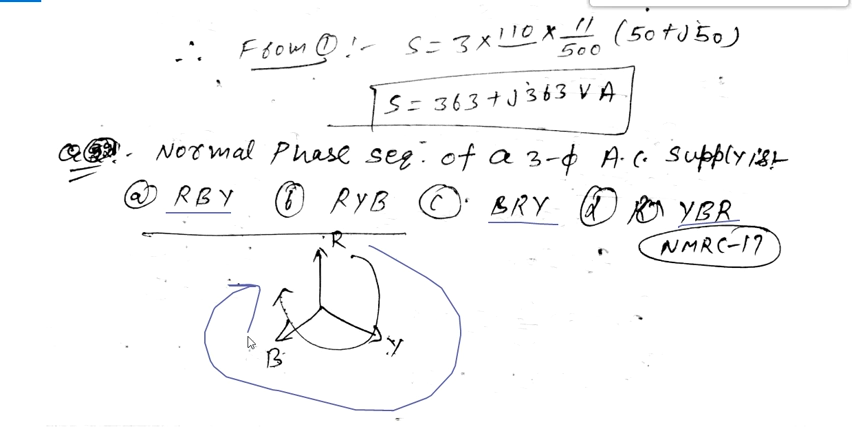 ∴ From ① :- S = 3 × 110 × 11/500 (50 + J50)
S = 363 + J363 VA
Normal Phase seq. of a 3-φ A.C. supply is:-
ⓐ RBY ⓑ RYB ⓒ BRY ⓓ YBR
NMRC-17
R
B Y